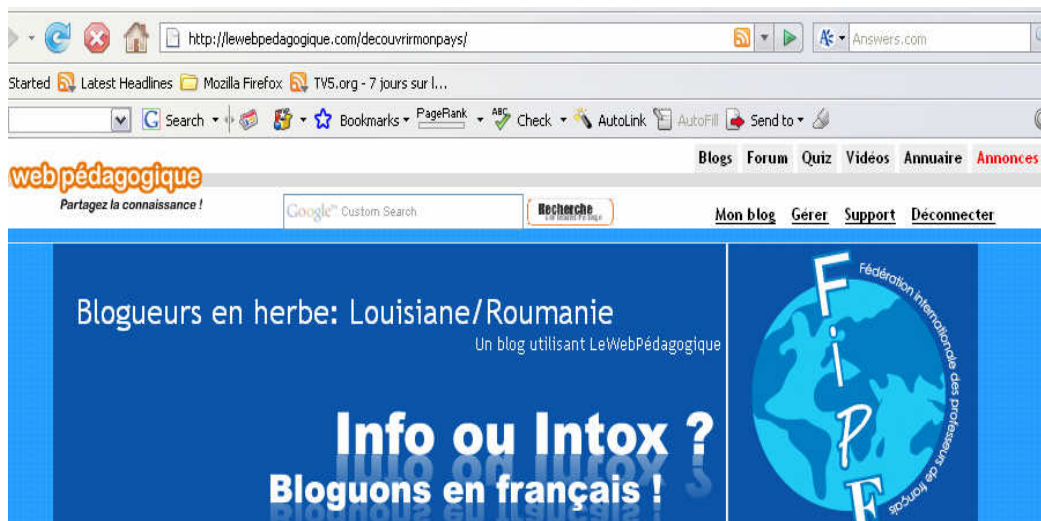 http://lewebpedagogique.com/decouvrirmonpays/ Answers.com
Started Latest Headlines Mozilla Firefox TV5.org - 7 jours sur l...
G Search Bookmarks PageRank ABC Check AutoLink AutoFill Send to
Blogs Forum Quiz Vidéos Annuaire Annonces
web pédagogique
Partagez la connaissance !
Google™ Custom Search Recherche
Mon blog Gérer Support Déconnecter
Blogueurs en herbe: Louisiane/Roumanie
Un blog utilisant LeWebPédagogique
Info ou Intox ?
Bloguons en français !
FiPF
Fédération internationale des professeurs de français